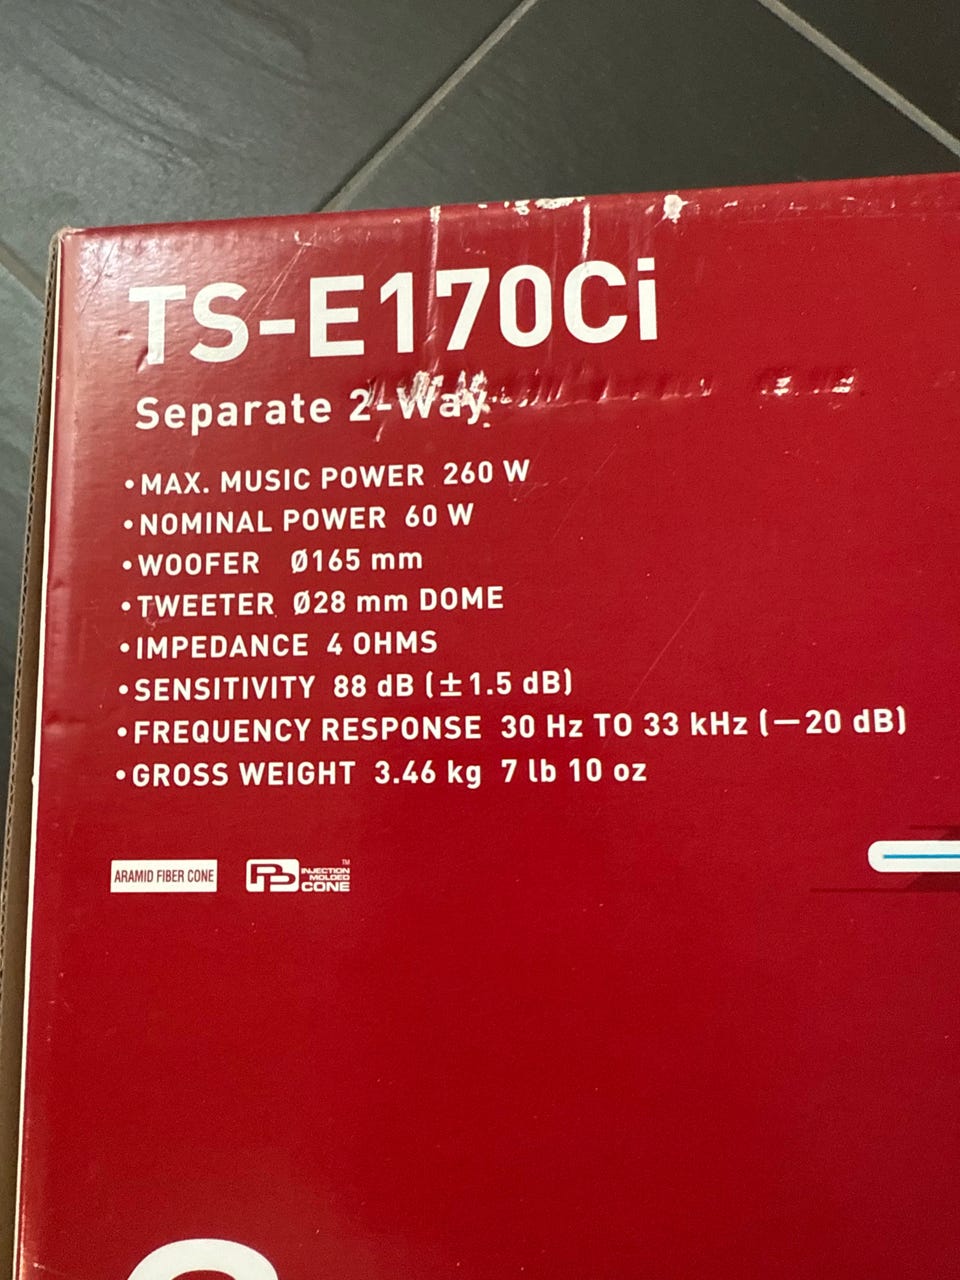 TS-E170Ci
Separate 2-Way
•MAX. MUSIC POWER 260 W
•NOMINAL POWER 60 W
•WOOFER Ø165 mm
•TWEETER Ø28 mm DOME
•IMPEDANCE 4 OHMS
•SENSITIVITY 88 dB (±1.5 dB)
•FREQUENCY RESPONSE 30 Hz TO 33 kHz (—20 dB)
•GROSS WEIGHT 3.46 kg 7 lb 10 oz
ARAMID FIBER CONE
INJECTION
MOLDED
CONE™